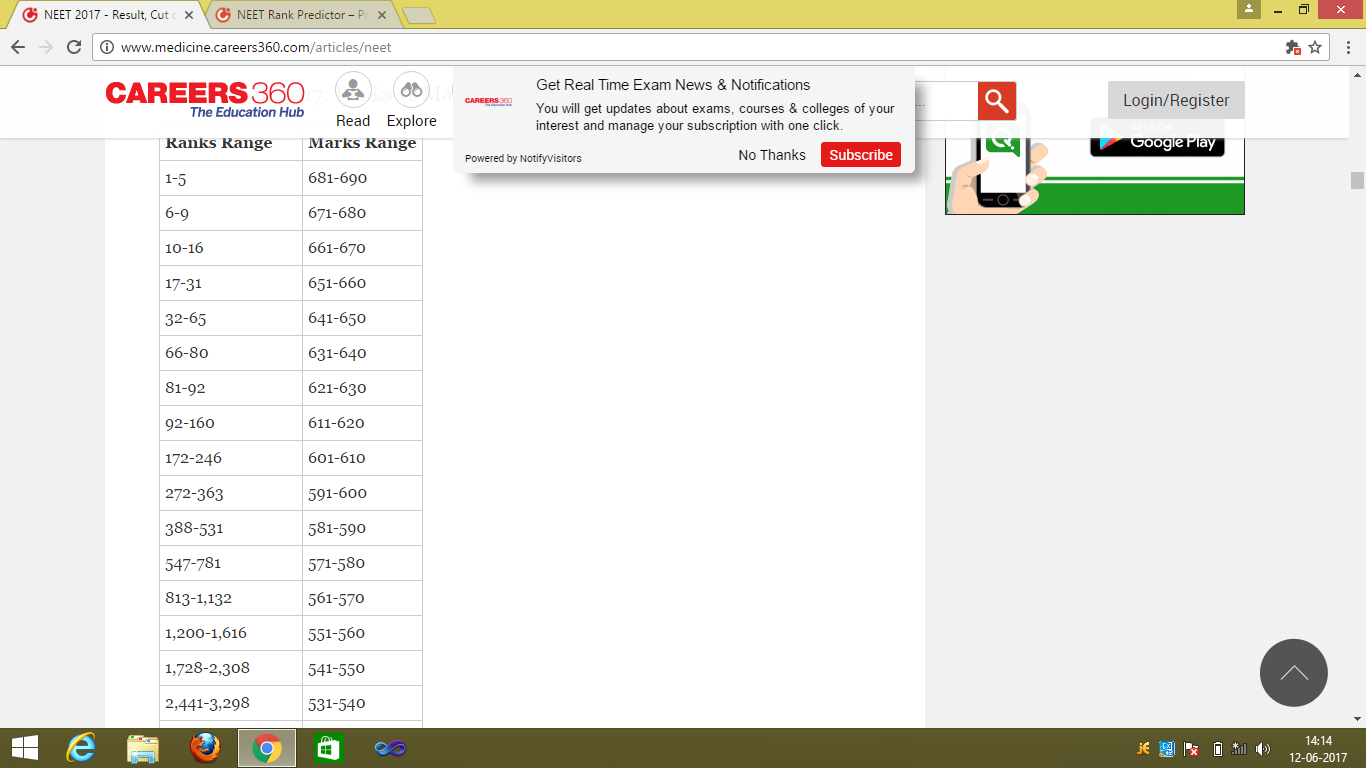 NEET 2017 - Result, Cut
NEET Rank Predictor –
www.medicine.careers360.com/articles/neet
CAREERS 360
The Education Hub
Read
Explore
Get Real Time Exam News & Notifications
CAREERS 360
You will get updates about exams, courses & colleges of your
interest and manage your subscription with one click.
Powered by NotifyVisitors
No Thanks
Subscribe
...
Login/Register
Google Play
Ranks Range Marks Range
1-5 681-690
6-9 671-680
10-16 661-670
17-31 651-660
32-65 641-650
66-80 631-640
81-92 621-630
92-160 611-620
172-246 601-610
272-363 591-600
388-531 581-590
547-781 571-580
813-1,132 561-570
1,200-1,616 551-560
1,728-2,308 541-550
2,441-3,298 531-540
14:14
12-06-2017